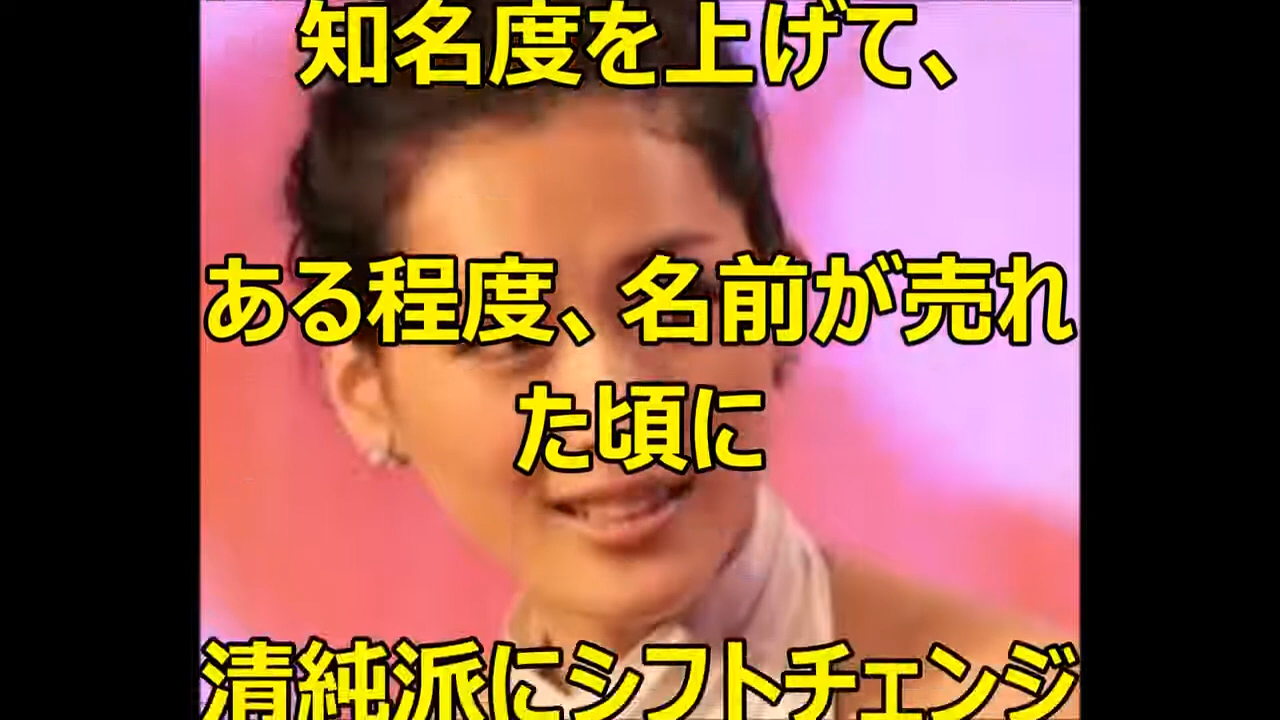 知名度を上げて、
ある程度、名前が売れ
た頃に
清純派にシフトチェンジ